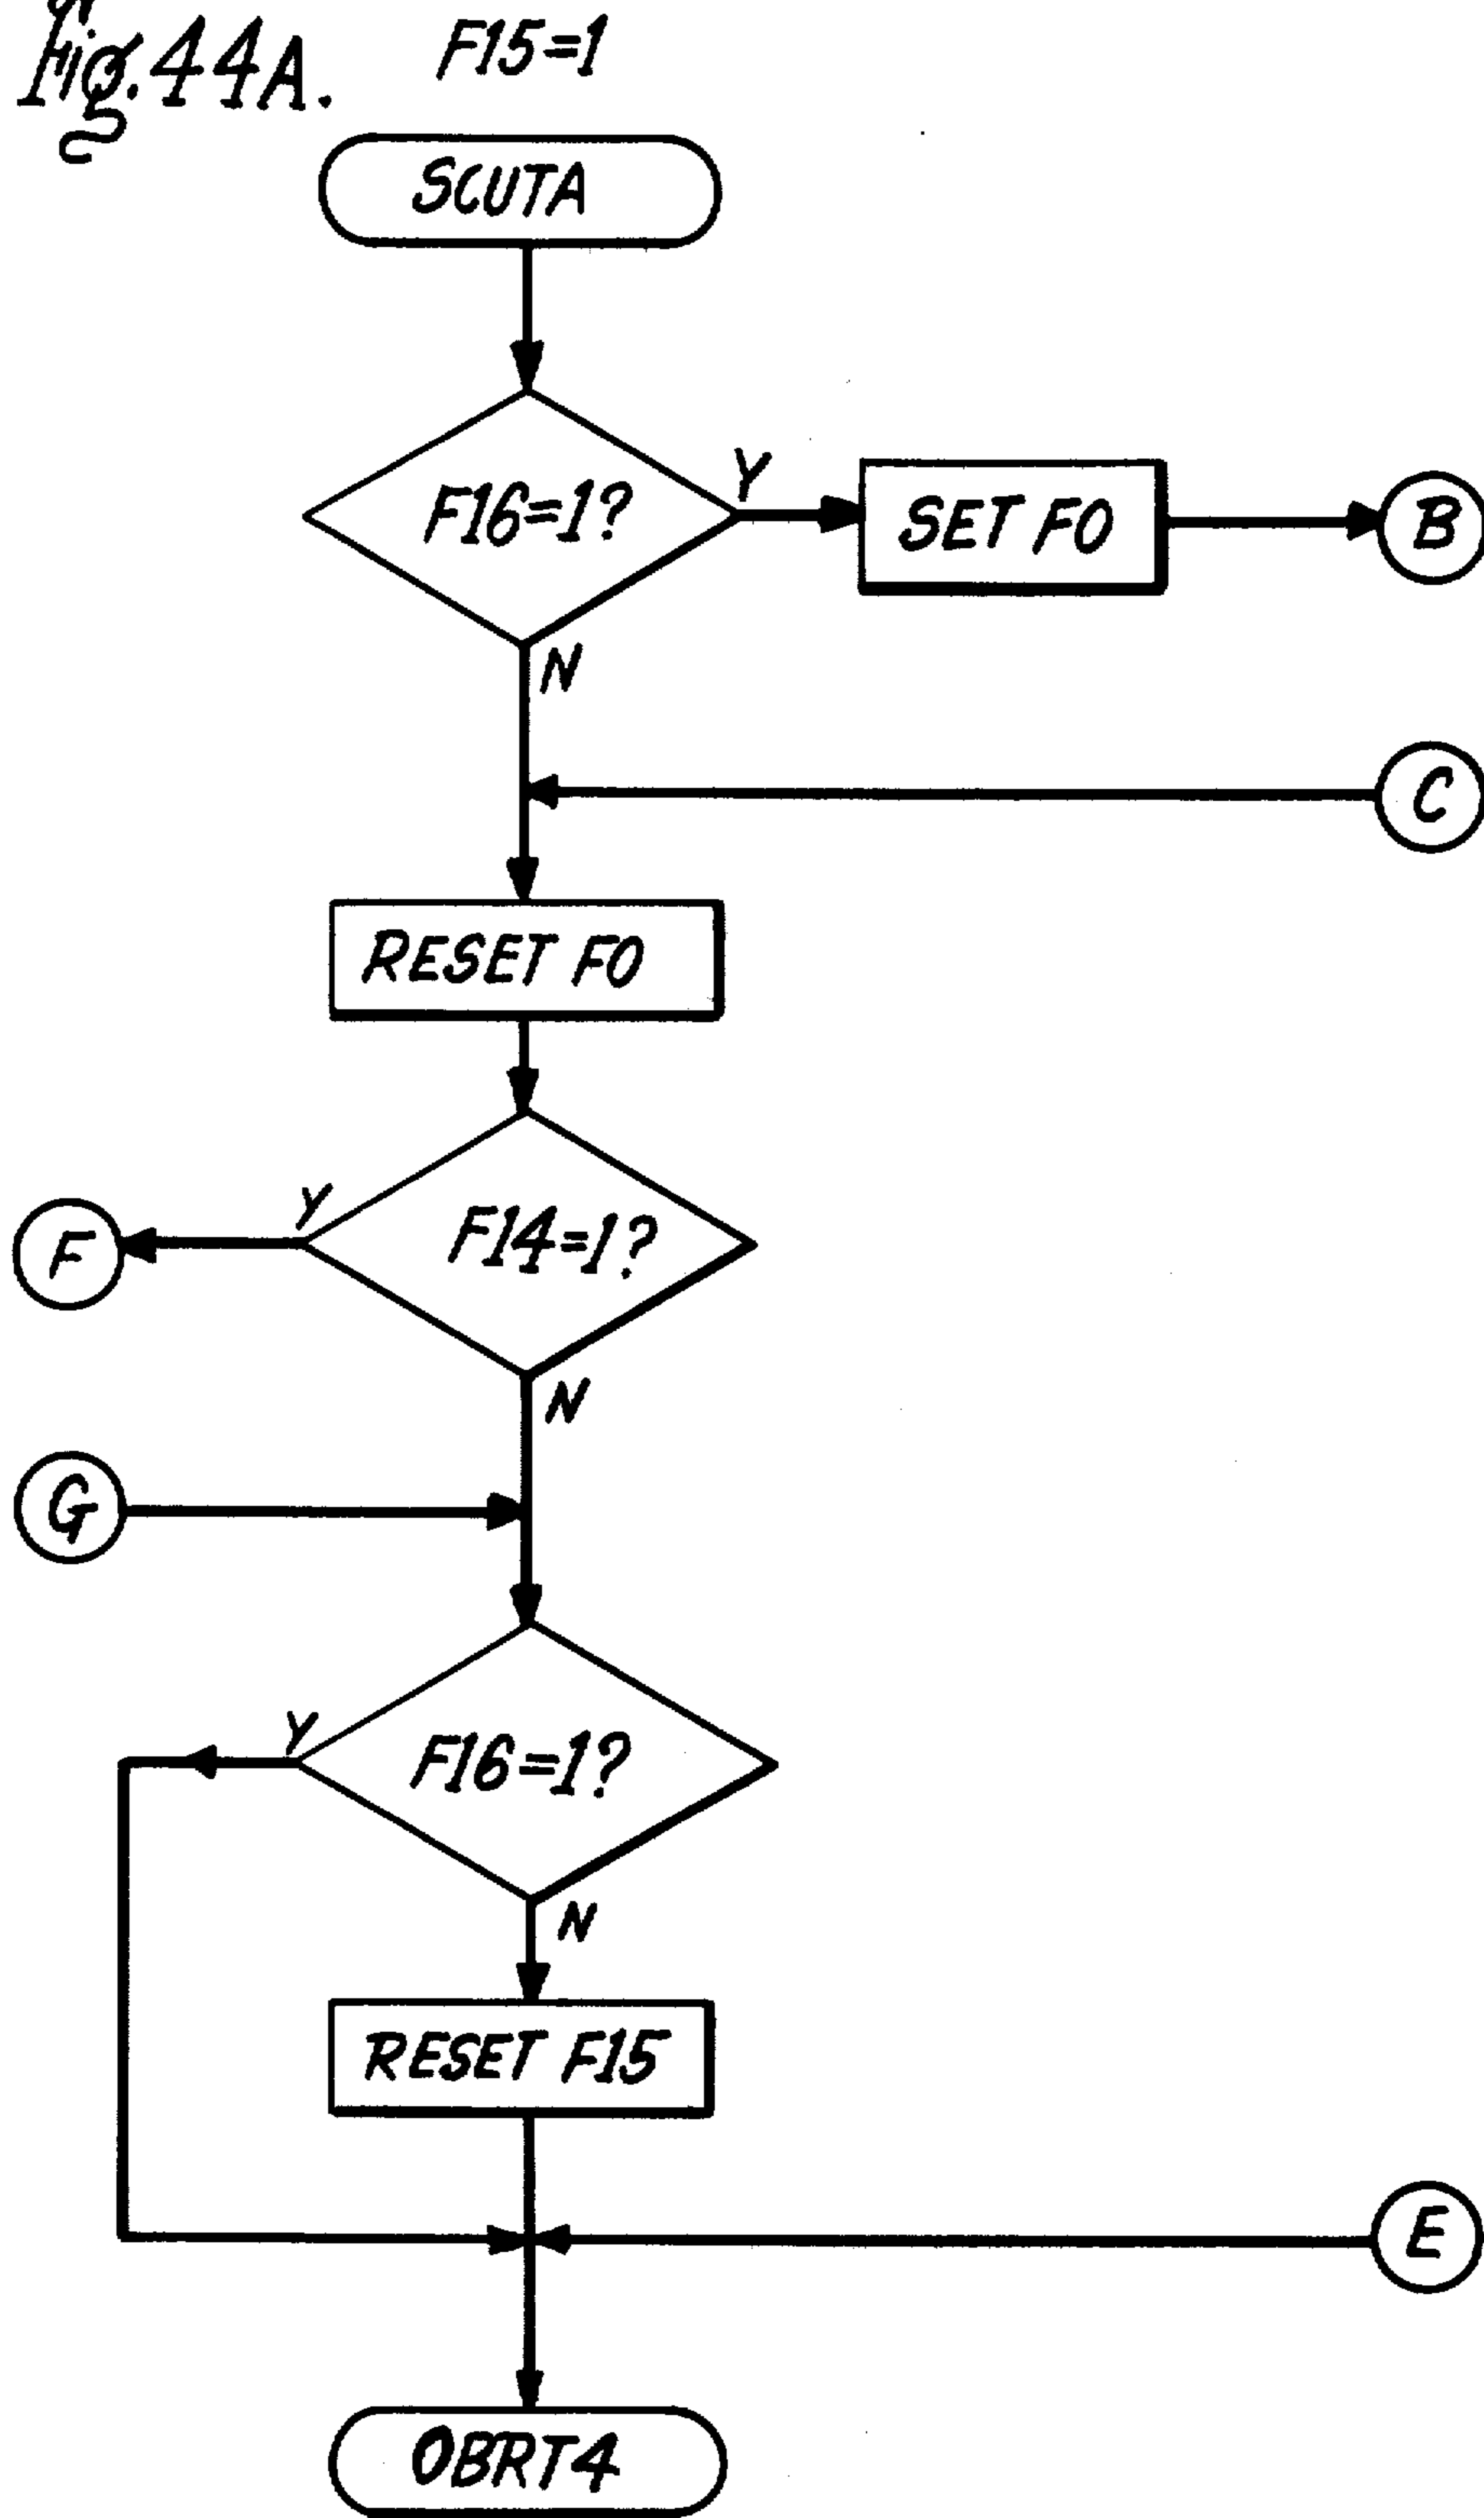 Fig. 44A.
F15=1
SCUTA
F16=1?
Y
SET F0
B
N
C
RESET F0
F14=1?
Y
F
N
G
F16=1?
Y
N
RESET F15
E
OBRT4